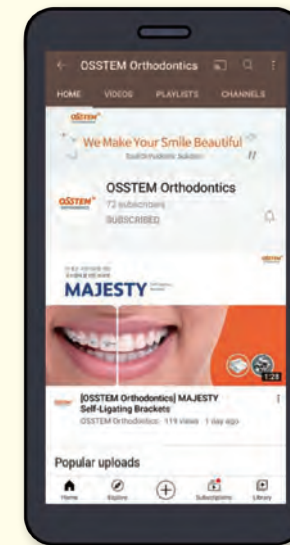 OSSTEM Orthodontics
HOME VIDEOS PLAYLISTS CHANNELS
OSSTEM
We Make Your Smile Beautiful
OSSTEM
ORTHODONTICS
OSSTEM Orthodontics
72 subscribers
SUBSCRIBED
OSSTEM
MAJESTY
1:28
[OSSTEM Orthodontics] MAJESTY
Self-Ligating Brackets
OSSTEM Orthodontics 119 views 1 day ago
Popular uploads
Home Explore Subscriptions Library